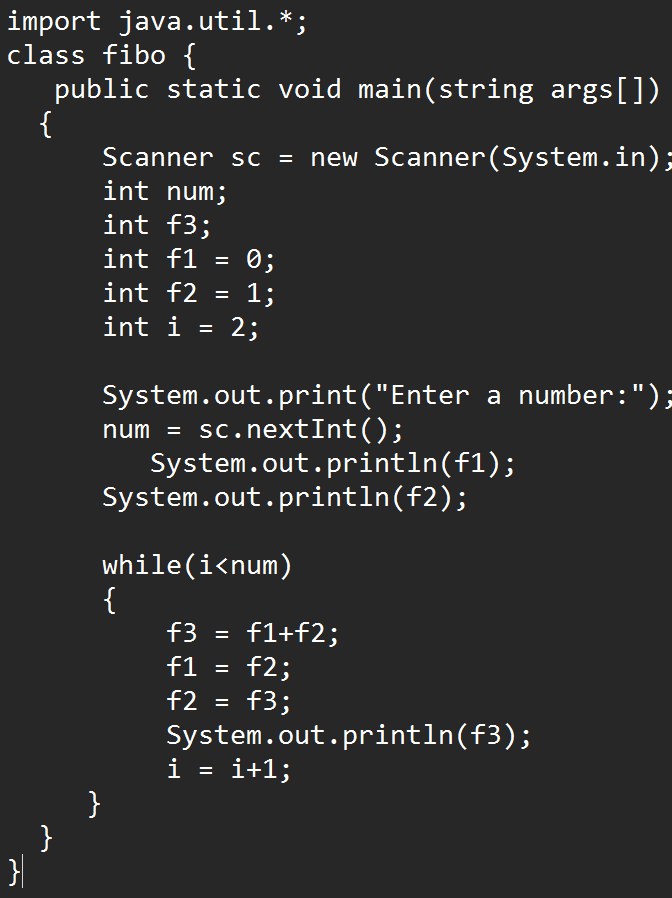 import java.util.*;
class fibo {
   public static void main(string args[])
  {
      Scanner sc = new Scanner(System.in);
      int num;
      int f3;
      int f1 = 0;
      int f2 = 1;
      int i = 2;

      System.out.print("Enter a number:");
      num = sc.nextInt();
         System.out.println(f1);
      System.out.println(f2);

      while(i<num)
      {
          f3 = f1+f2;
          f1 = f2;
          f2 = f3;
          System.out.println(f3);
          i = i+1;
     }
  }
}